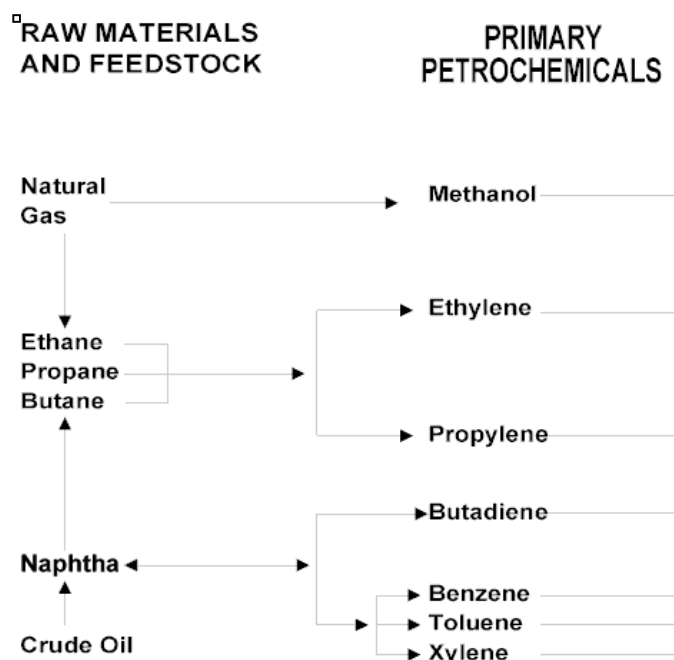 RAW MATERIALS
AND FEEDSTOCK
PRIMARY
PETROCHEMICALS
Natural
Gas
Methanol
Ethylene
Ethane
Propane
Butane
Propylene
Butadiene
Naphtha
Benzene
Toluene
Xylene
Crude Oil